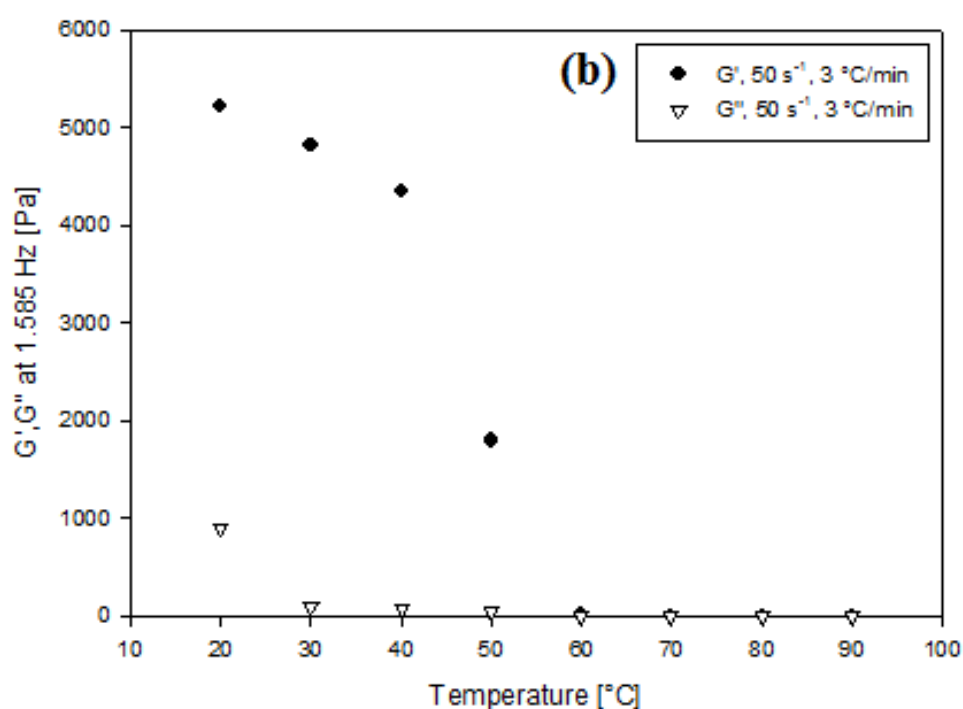 (b)
G', 50 s⁻¹, 3 °C/min
G'', 50 s⁻¹, 3 °C/min
6000
5000
4000
3000
2000
1000
0
G',G'' at 1.585 Hz [Pa]
10 20 30 40 50 60 70 80 90 100
Temperature [°C]